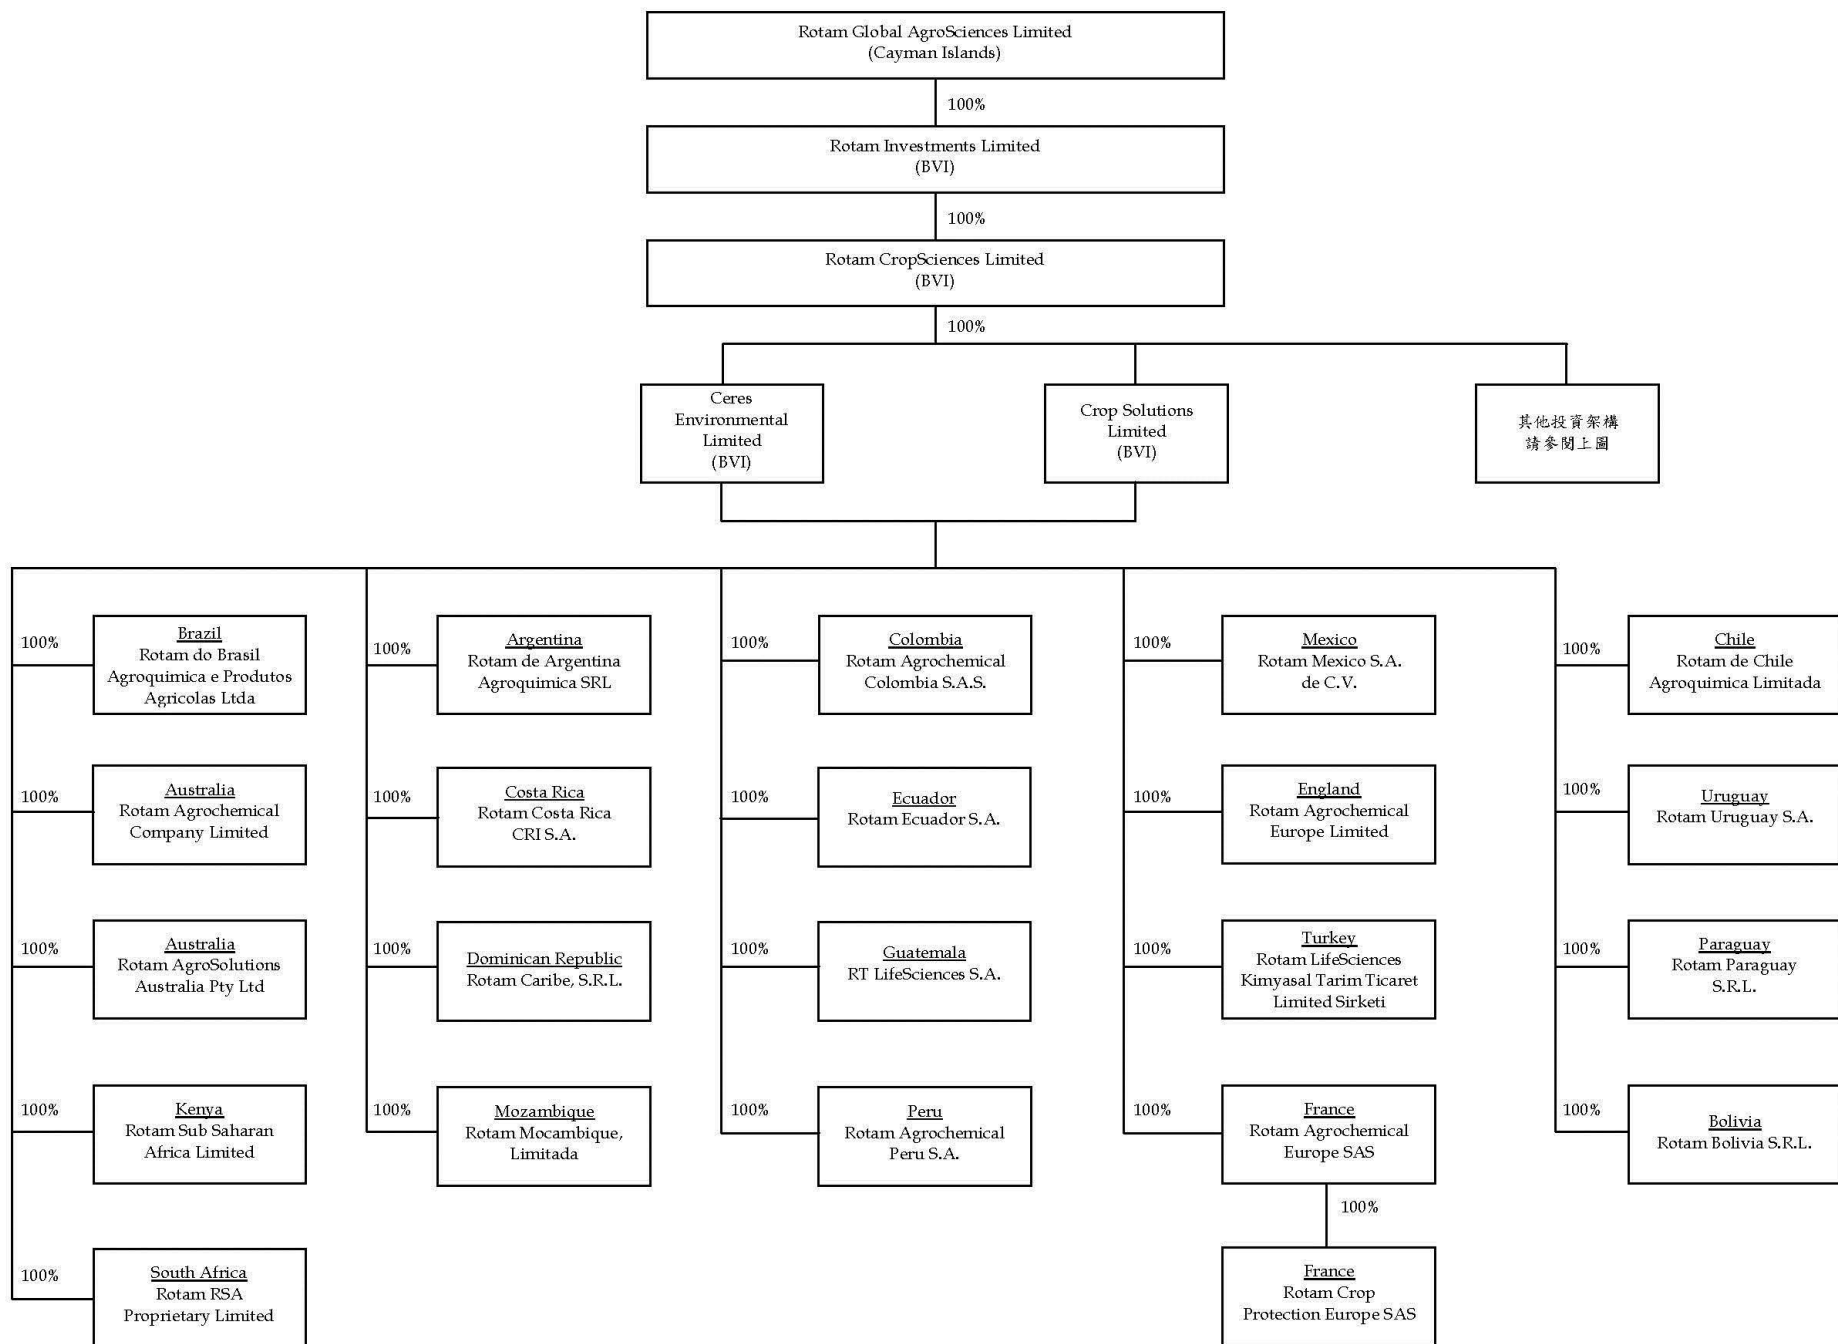 Rotam Global AgroSciences Limited
(Cayman Islands)
100%
Rotam Investments Limited
(BVI)
100%
Rotam CropSciences Limited
(BVI)
100%
Ceres
Environmental
Limited
(BVI)
Crop Solutions
Limited
(BVI)
其他投資架構
請參閱上圖
100%
Brazil
Rotam do Brasil
Agroquimica e Produtos
Agricolas Ltda
100%
Argentina
Rotam de Argentina
Agroquimica SRL
100%
Colombia
Rotam Agrochemical
Colombia S.A.S.
100%
Mexico
Rotam Mexico S.A.
de C.V.
100%
Chile
Rotam de Chile
Agroquimica Limitada
100%
Australia
Rotam Agrochemical
Company Limited
100%
Costa Rica
Rotam Costa Rica
CRI S.A.
100%
Ecuador
Rotam Ecuador S.A.
100%
England
Rotam Agrochemical
Europe Limited
100%
Uruguay
Rotam Uruguay S.A.
100%
Australia
Rotam AgroSolutions
Australia Pty Ltd
100%
Dominican Republic
Rotam Caribe, S.R.L.
100%
Guatemala
RT LifeSciences S.A.
100%
Turkey
Rotam LifeSciences
Kimyasal Tarim Ticaret
Limited Sirketi
100%
Paraguay
Rotam Paraguay
S.R.L.
100%
Kenya
Rotam Sub Saharan
Africa Limited
100%
Mozambique
Rotam Mocambique,
Limitada
100%
Peru
Rotam Agrochemical
Peru S.A.
100%
France
Rotam Agrochemical
Europe SAS
100%
Bolivia
Rotam Bolivia S.R.L.
100%
South Africa
Rotam RSA
Proprietary Limited
100%
France
Rotam Crop
Protection Europe SAS